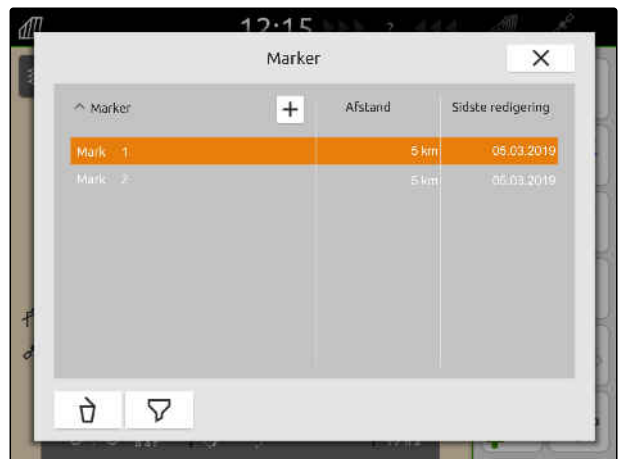 12:15 ?
Marker
Marker Afstand Sidste redigering
Mark 1 5 km 05.03.2019
Mark 2 5 km 05.03.2019